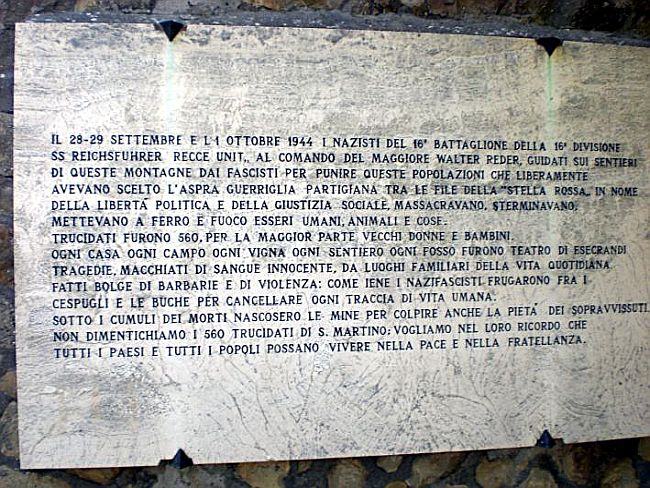 IL 28-29 SETTEMBRE E L'1 OTTOBRE 1944 I NAZISTI DEL 16° BATTAGLIONE DELLA 16° DIVISIONE
SS REICHSFUHRER RECCE UNIT., AL COMANDO DEL MAGGIORE WALTER REDER, GUIDATI SUI SENTIERI
DI QUESTE MONTAGNE DAI FASCISTI PER PUNIRE QUESTE POPOLAZIONI CHE LIBERAMENTE
AVEVANO SCELTO L'ASPRA GUERRIGLIA PARTIGIANA TRA LE FILE DELLA "STELLA ROSSA„ IN NOME
DELLA LIBERTÀ POLITICA E DELLA GIUSTIZIA SOCIALE, MASSACRAVANO, STERMINAVANO,
METTEVANO A FERRO E FUOCO ESSERI UMANI, ANIMALI E COSE.
TRUCIDATI FURONO 560, PER LA MAGGIOR PARTE VECCHI DONNE E BAMBINI.
OGNI CASA OGNI CAMPO OGNI VIGNA OGNI SENTIERO OGNI FOSSO FURONO TEATRO DI ESECRANDI
TRAGEDIE, MACCHIATI DI SANGUE INNOCENTE, DA LUOGHI FAMILIARI DELLA VITA QUOTIDIANA
FATTI BOLGE DI BARBARIE E DI VIOLENZA: COME IENE I NAZIFASCISTI FRUGARONO FRA I
CESPUGLI E LE BUCHE PER CANCELLARE OGNI TRACCIA DI VITA UMANA.
SOTTO I CUMULI DEI MORTI NASCOSERO LE MINE PER COLPIRE ANCHE LA PIETÀ DEI SOPRAVVISSUTI.
NON DIMENTICHIAMO I 560 TRUCIDATI DI S. MARTINO: VOGLIAMO NEL LORO RICORDO CHE
TUTTI I PAESI E TUTTI I POPOLI POSSANO VIVERE NELLA PACE E NELLA FRATELLANZA.